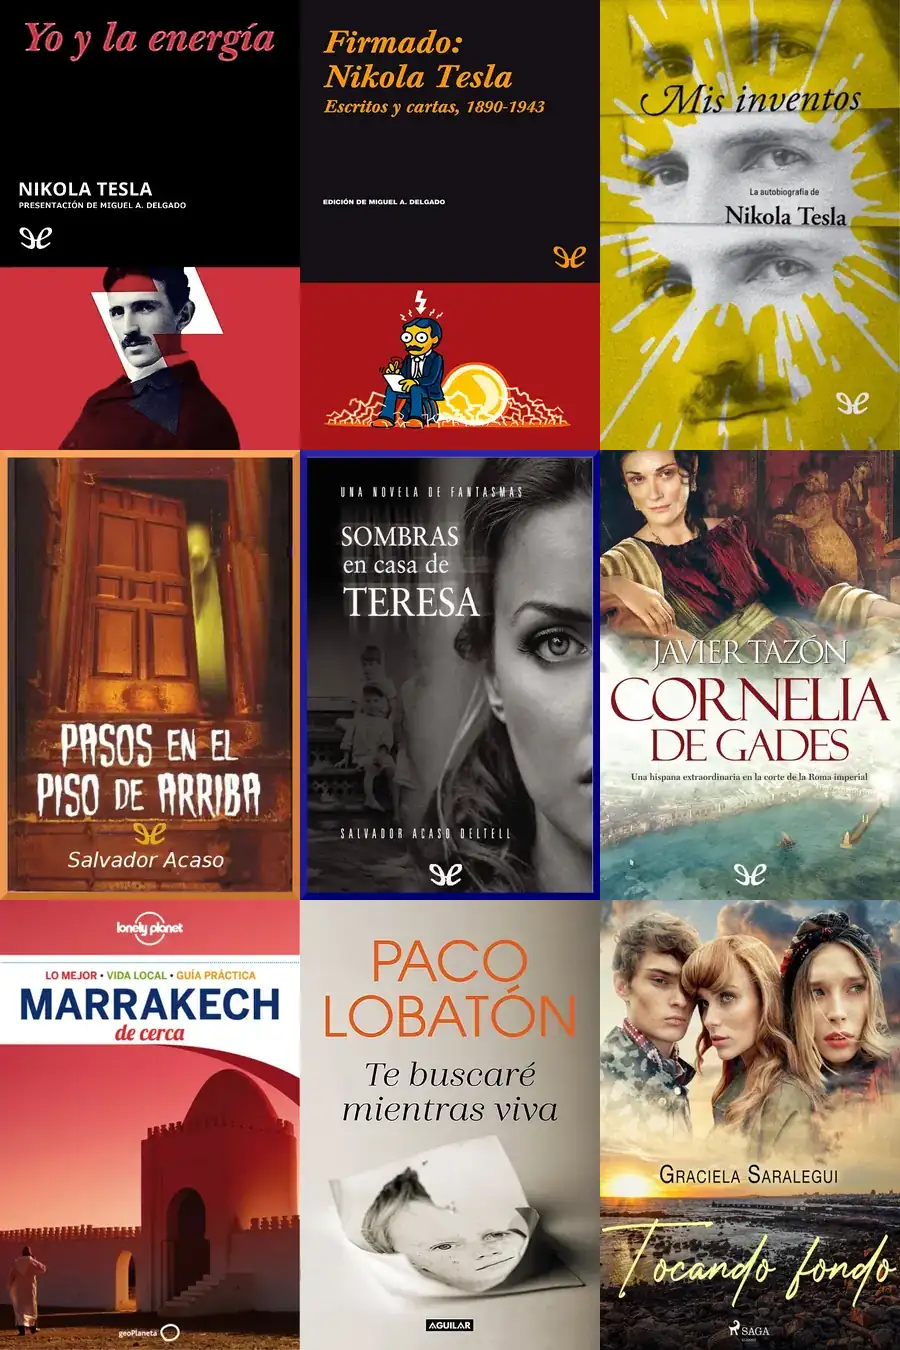 Yo y la energía
NIKOLA TESLA
PRESENTACIÓN DE MIGUEL A. DELGADO
Firmado:
Nikola Tesla
Escritos y cartas, 1890-1943
EDICIÓN DE MIGUEL A. DELGADO
Mis inventos
La autobiografía de
Nikola Tesla
PASOS EN EL
PISO DE ARRIBA
Salvador Acaso
UNA NOVELA DE FANTASMAS
SOMBRAS
en casa de
TERESA
SALVADOR ACASO DELTELL
JAVIER TAZÓN
CORNELIA
DE GADES
Una hispana extraordinaria en la corte de la Roma imperial
lonely planet
LO MEJOR • VIDA LOCAL • GUÍA PRÁCTICA
MARRAKECH
de cerca
geoPlaneta
PACO
LOBATÓN
Te buscaré
mientras viva
AGUILAR
GRACIELA SARALEGUI
Tocando fondo
SAGA